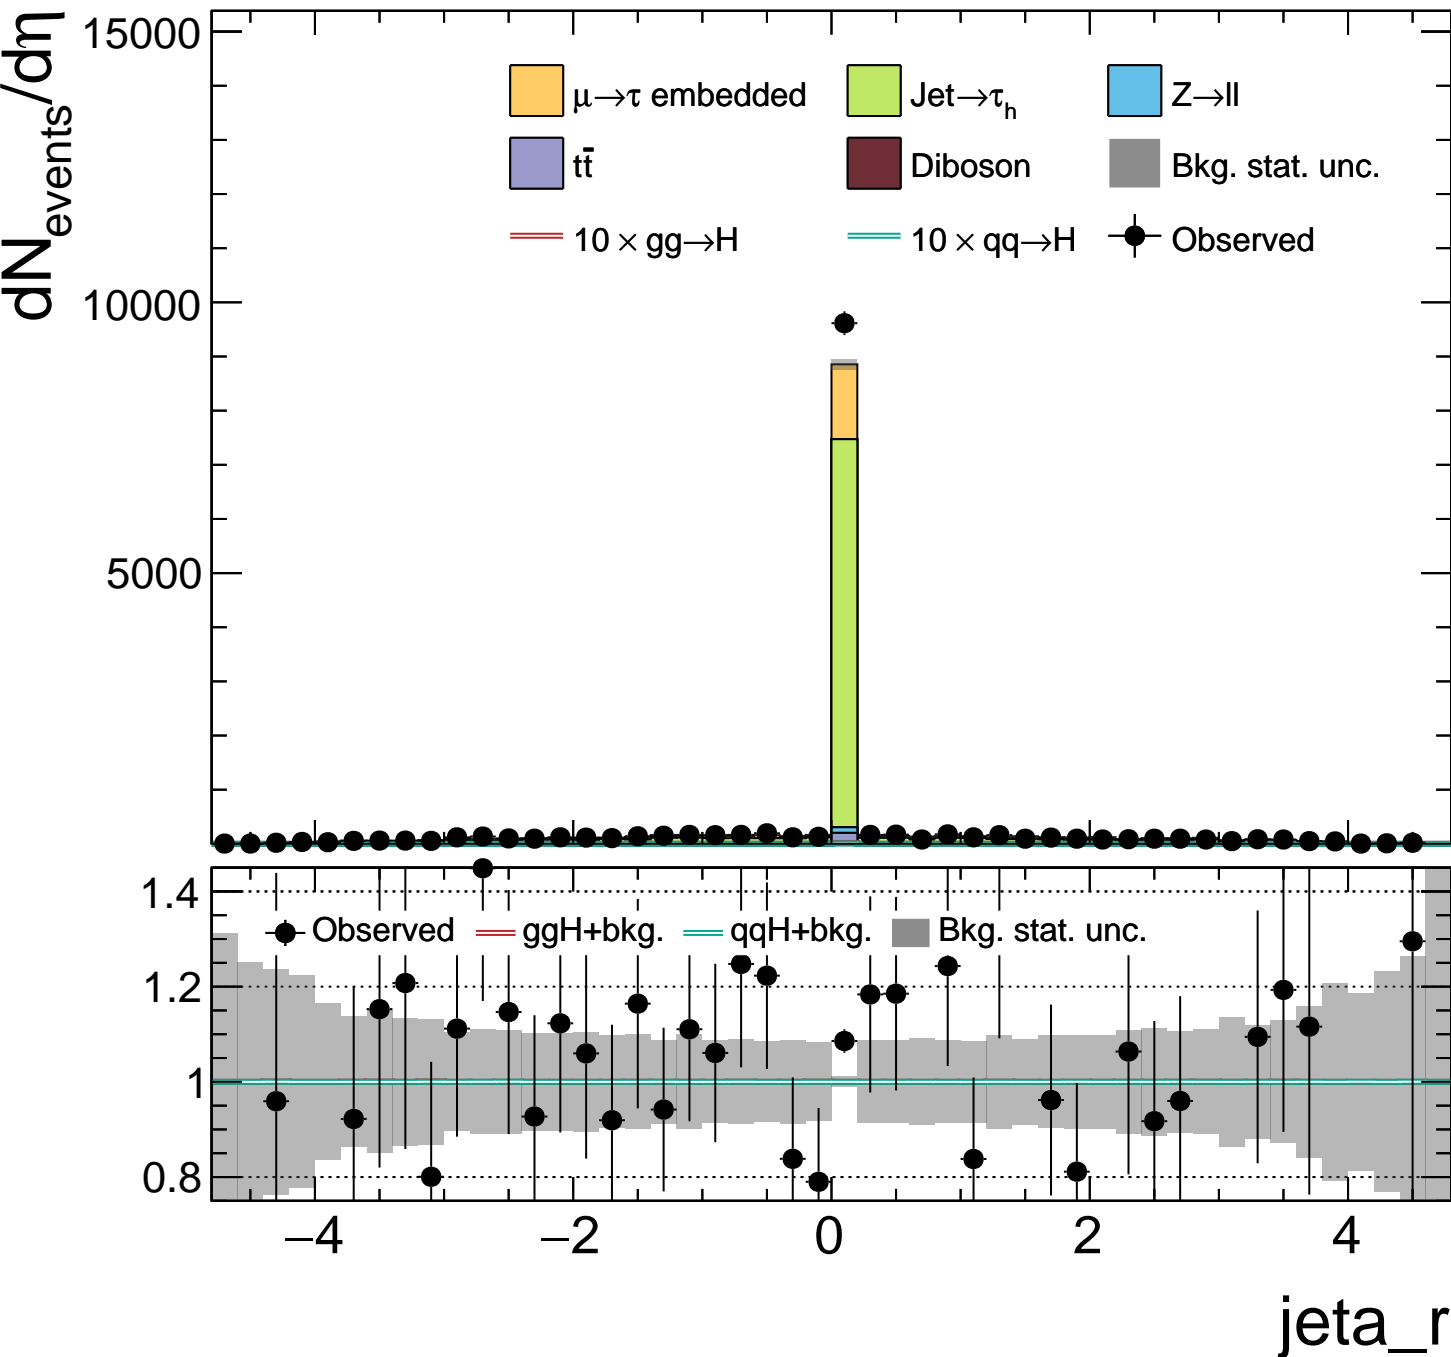 dN_events/dη
15000
10000
5000
μ→τ embedded
Jet→τ_h
Z→ll
tt̄
Diboson
Bkg. stat. unc.
10 × gg→H
10 × qq→H
Observed
1.4
1.2
1
0.8
Observed
ggH+bkg.
qqH+bkg.
Bkg. stat. unc.
−4
−2
0
2
4
jeta_r